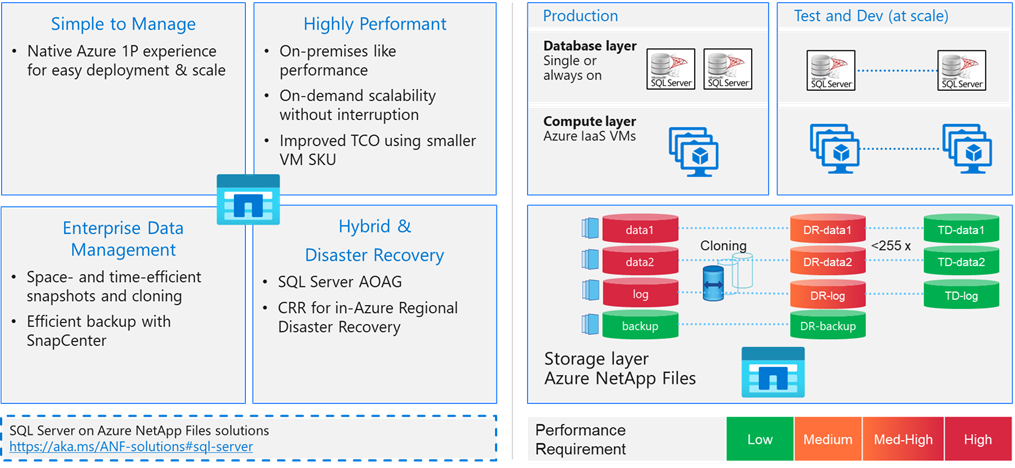 Simple to Manage
• Native Azure 1P experience
for easy deployment & scale
Highly Performant
• On-premises like
performance
• On-demand scalability
without interruption
• Improved TCO using smaller
VM SKU
Enterprise Data
Management
• Space- and time-efficient
snapshots and cloning
• Efficient backup with
SnapCenter
Hybrid &
Disaster Recovery
• SQL Server AOAG
• CRR for in-Azure Regional
Disaster Recovery
SQL Server on Azure NetApp Files solutions
https://aka.ms/ANF-solutions#sql-server
Production
Database layer
Single or
always on
SQL Server
SQL Server
Compute layer
Azure IaaS VMs
Test and Dev (at scale)
SQL Server
SQL Server
data1
DR-data1
<255 x
TD-data1
Cloning
data2
DR-data2
TD-data2
log
DR-log
TD-log
backup
DR-backup
Storage layer
Azure NetApp Files
Performance
Requirement
Low
Medium
Med-High
High